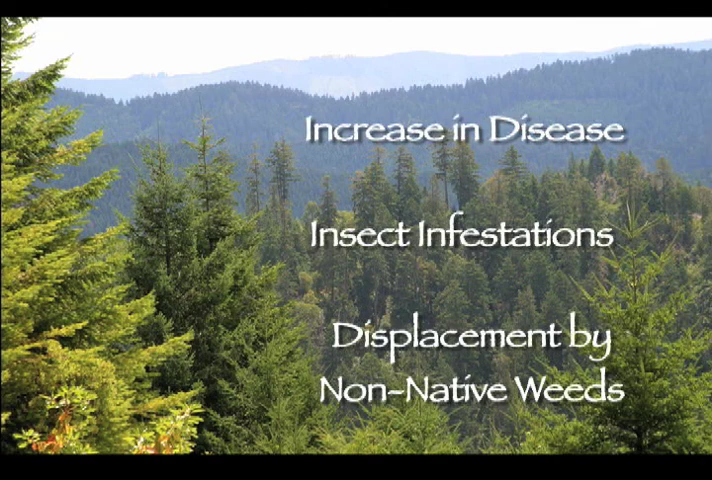 Increase in Disease
Insect Infestations
Displacement by
Non-Native Weeds